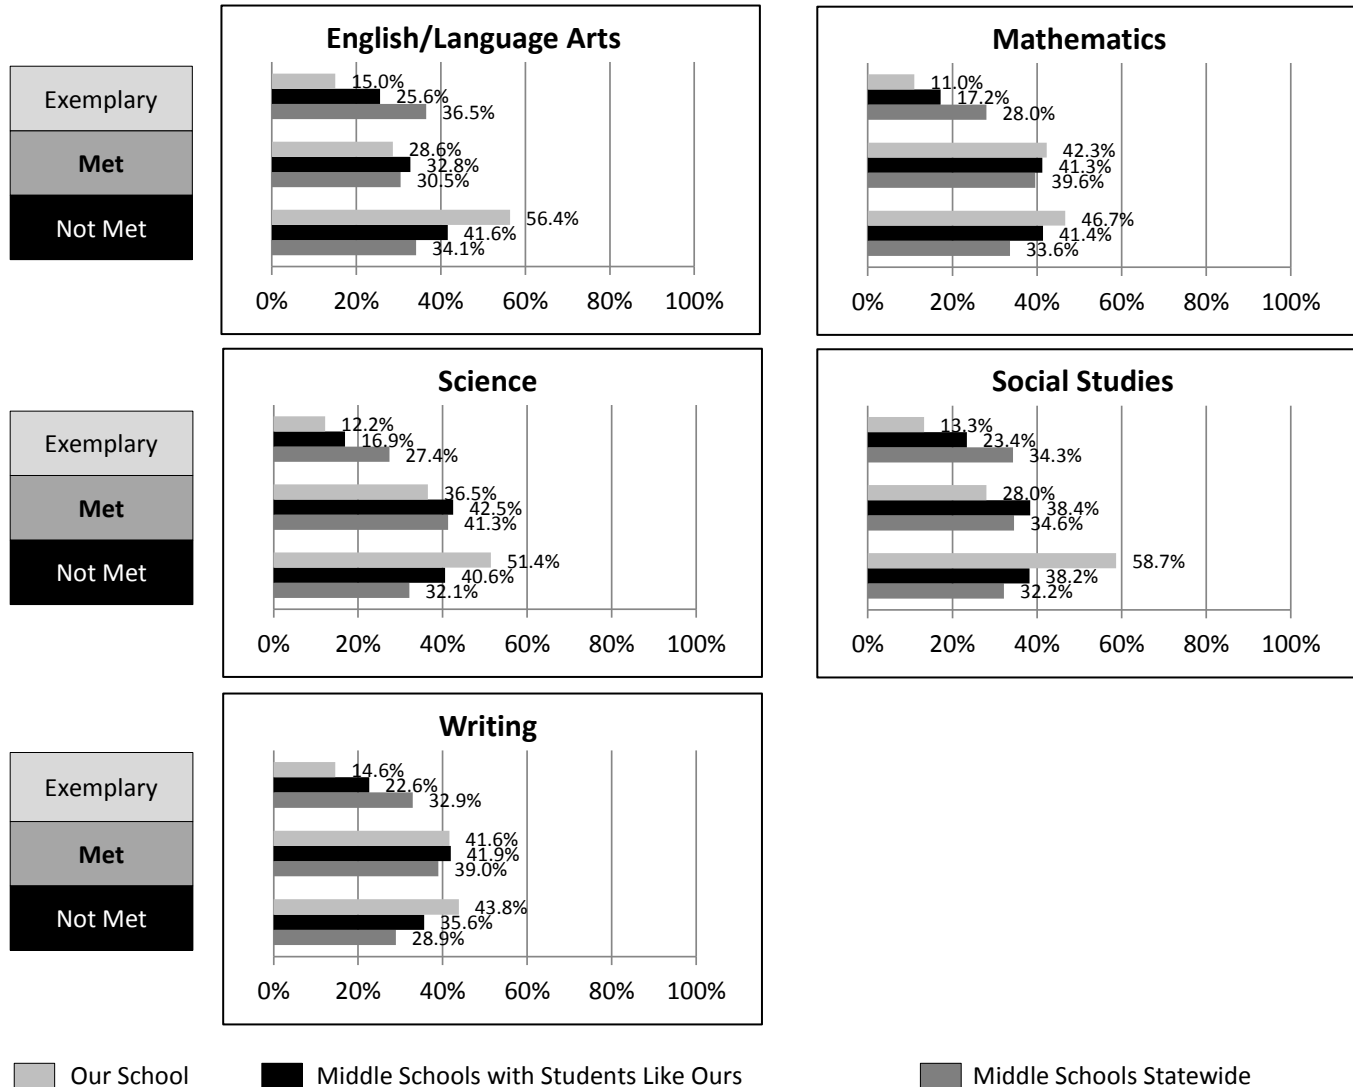 English/Language Arts
Exemplary
Met
Not Met
15.0%
25.6%
36.5%
28.6%
32.8%
30.5%
56.4%
41.6%
34.1%
0% 20% 40% 60% 80% 100%
Mathematics
11.0%
17.2%
28.0%
42.3%
41.3%
39.6%
46.7%
41.4%
33.6%
0% 20% 40% 60% 80% 100%
Science
Exemplary
Met
Not Met
12.2%
16.9%
27.4%
36.5%
42.5%
41.3%
51.4%
40.6%
32.1%
0% 20% 40% 60% 80% 100%
Social Studies
13.3%
23.4%
34.3%
28.0%
38.4%
34.6%
58.7%
38.2%
32.2%
0% 20% 40% 60% 80% 100%
Writing
Exemplary
Met
Not Met
14.6%
22.6%
32.9%
41.6%
41.9%
39.0%
43.8%
35.6%
28.9%
0% 20% 40% 60% 80% 100%
Our School
Middle Schools with Students Like Ours
Middle Schools Statewide